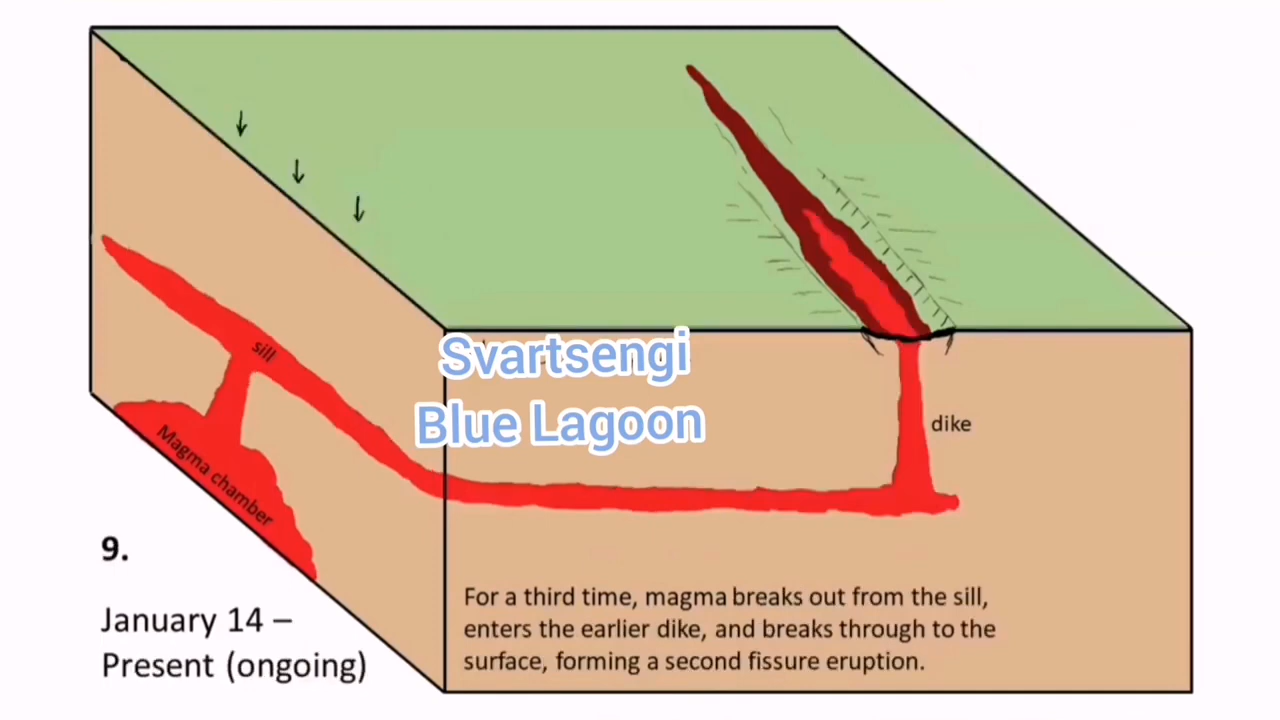 sill
Svartsengi
Blue Lagoon
dike
Magma chamber
9.
January 14 –
Present (ongoing)
For a third time, magma breaks out from the sill,
enters the earlier dike, and breaks through to the
surface, forming a second fissure eruption.